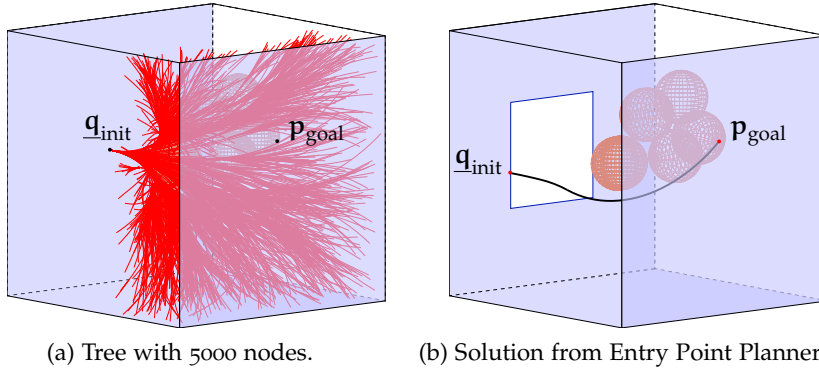 q_init
p_goal
q_init
p_goal
(a) Tree with 5000 nodes.
(b) Solution from Entry Point Planner